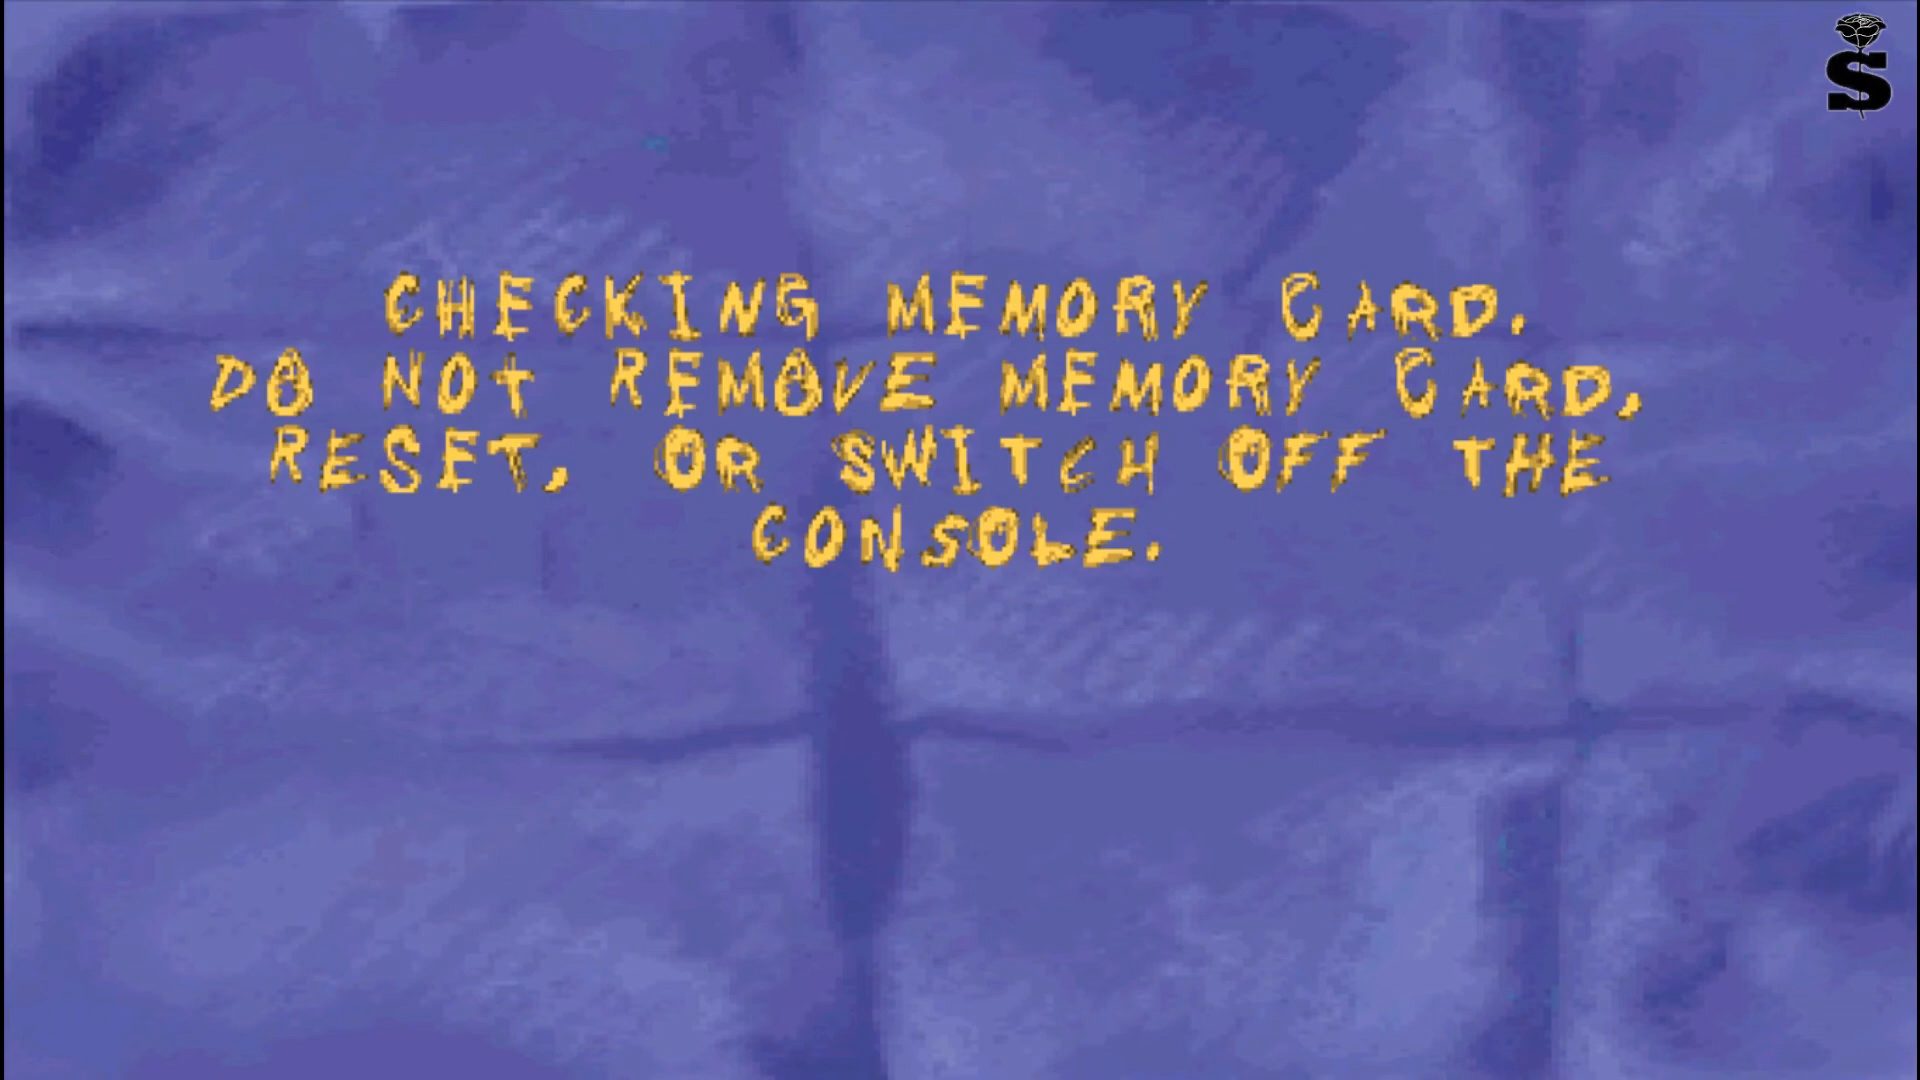 S
CHECKING MEMORY CARD.
DO NOT REMOVE MEMORY CARD,
RESET, OR SWITCH OFF THE
CONSOLE.